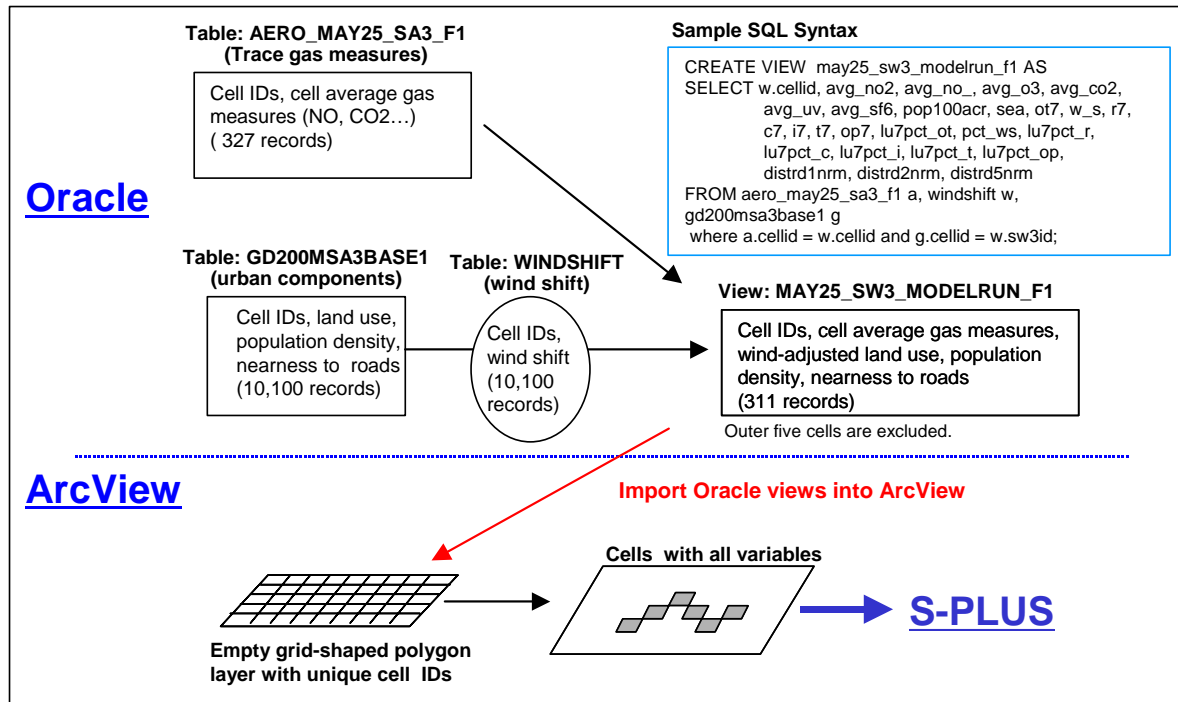 Table: AERO_MAY25_SA3_F1
(Trace gas measures)
Cell IDs, cell average gas
measures (NO, CO2…)
( 327 records)
Sample SQL Syntax
CREATE VIEW  may25_sw3_modelrun_f1 AS
SELECT w.cellid, avg_no2, avg_no_, avg_o3, avg_co2,
avg_uv, avg_sf6, pop100acr, sea, ot7, w_s, r7,
c7, i7, t7, op7, lu7pct_ot, pct_ws, lu7pct_r,
lu7pct_c, lu7pct_i, lu7pct_t, lu7pct_op,
distrd1nrm, distrd2nrm, distrd5nrm
FROM aero_may25_sa3_f1 a, windshift w,
gd200msa3base1 g
where a.cellid = w.cellid and g.cellid = w.sw3id;
Oracle
Table: GD200MSA3BASE1
(urban components)
Cell IDs, land use,
population density,
nearness to  roads
(10,100 records)
Table: WINDSHIFT
(wind shift)
Cell IDs,
wind shift
(10,100
records)
View: MAY25_SW3_MODELRUN_F1
Cell IDs, cell average gas measures,
wind-adjusted land use, population
density, nearness to roads
(311 records)
Outer five cells are excluded.
ArcView
Import Oracle views into ArcView
Cells  with all variables
S-PLUS
Empty grid-shaped polygon
layer with unique cell  IDs